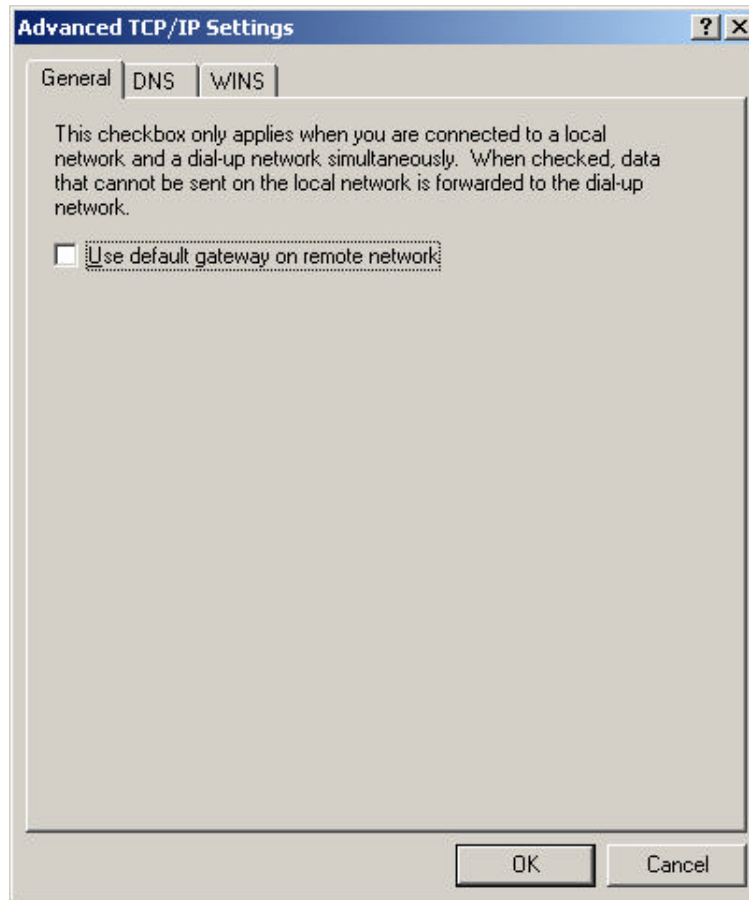 Advanced TCP/IP Settings
General DNS WINS
This checkbox only applies when you are connected to a local
network and a dial-up network simultaneously. When checked, data
that cannot be sent on the local network is forwarded to the dial-up
network.
Use default gateway on remote network
OK Cancel